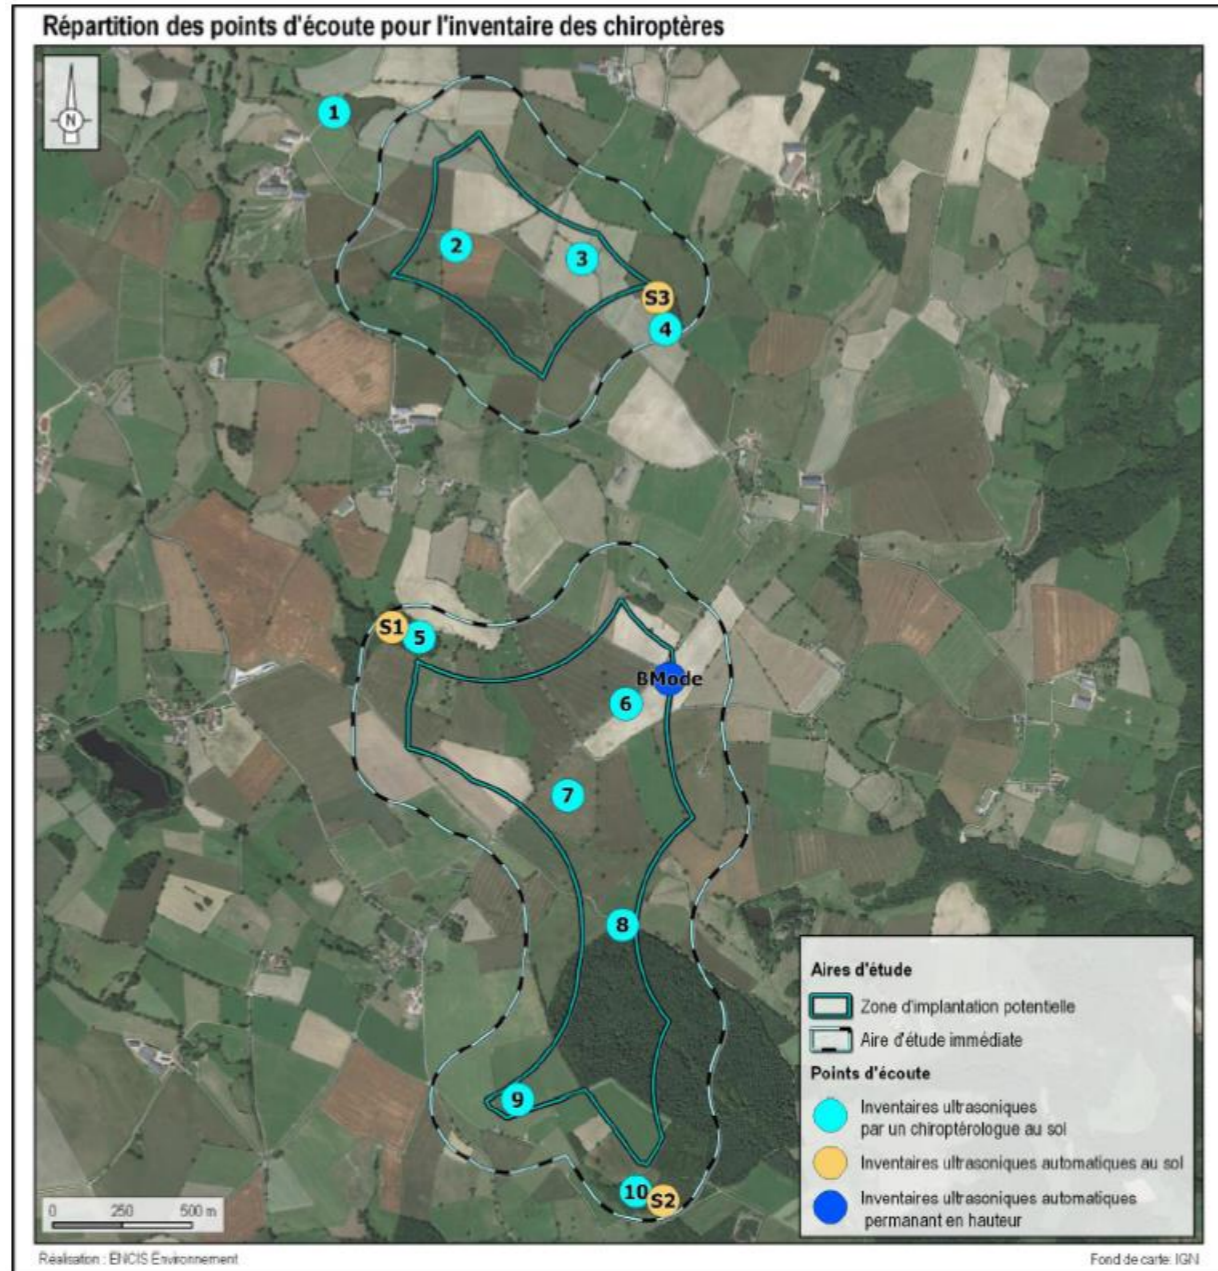 Répartition des points d'écoute pour l'inventaire des chiroptères
N
1
2
3
S3
4
S1
5
BMode
6
7
8
9
10
S2
Aires d'étude
Zone d'implantation potentielle
Aire d'étude immédiate
Points d'écoute
Inventaires ultrasoniques
par un chiroptérologue au sol
Inventaires ultrasoniques automatiques au sol
Inventaires ultrasoniques automatiques
permanant en hauteur
0 250 500 m
Réalisation : ENCIS Environnement
Fond de carte: IGN